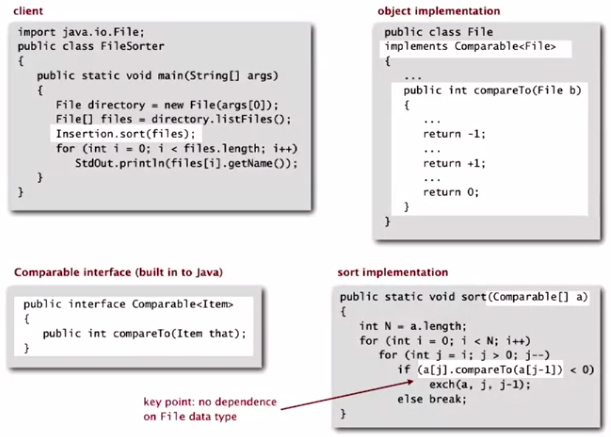 client
import java.io.File;
public class FileSorter
{
public static void main(String[] args)
{
File directory = new File(args[0]);
File[] files = directory.listFiles();
Insertion.sort(files);
for (int i = 0; i < files.length; i++)
StdOut.println(files[i].getName());
}
}
object implementation
public class File
implements Comparable<File>
{
...
public int compareTo(File b)
{
...
return -1;
...
return +1;
...
return 0;
}
}
Comparable interface (built in to Java)
public interface Comparable<Item>
{
public int compareTo(Item that);
}
key point: no dependence
on File data type
sort implementation
public static void sort(Comparable[] a)
{
int N = a.length;
for (int i = 0; i < N; i++)
for (int j = i; j > 0; j--)
if (a[j].compareTo(a[j-1]) < 0)
exch(a, j, j-1);
else break;
}